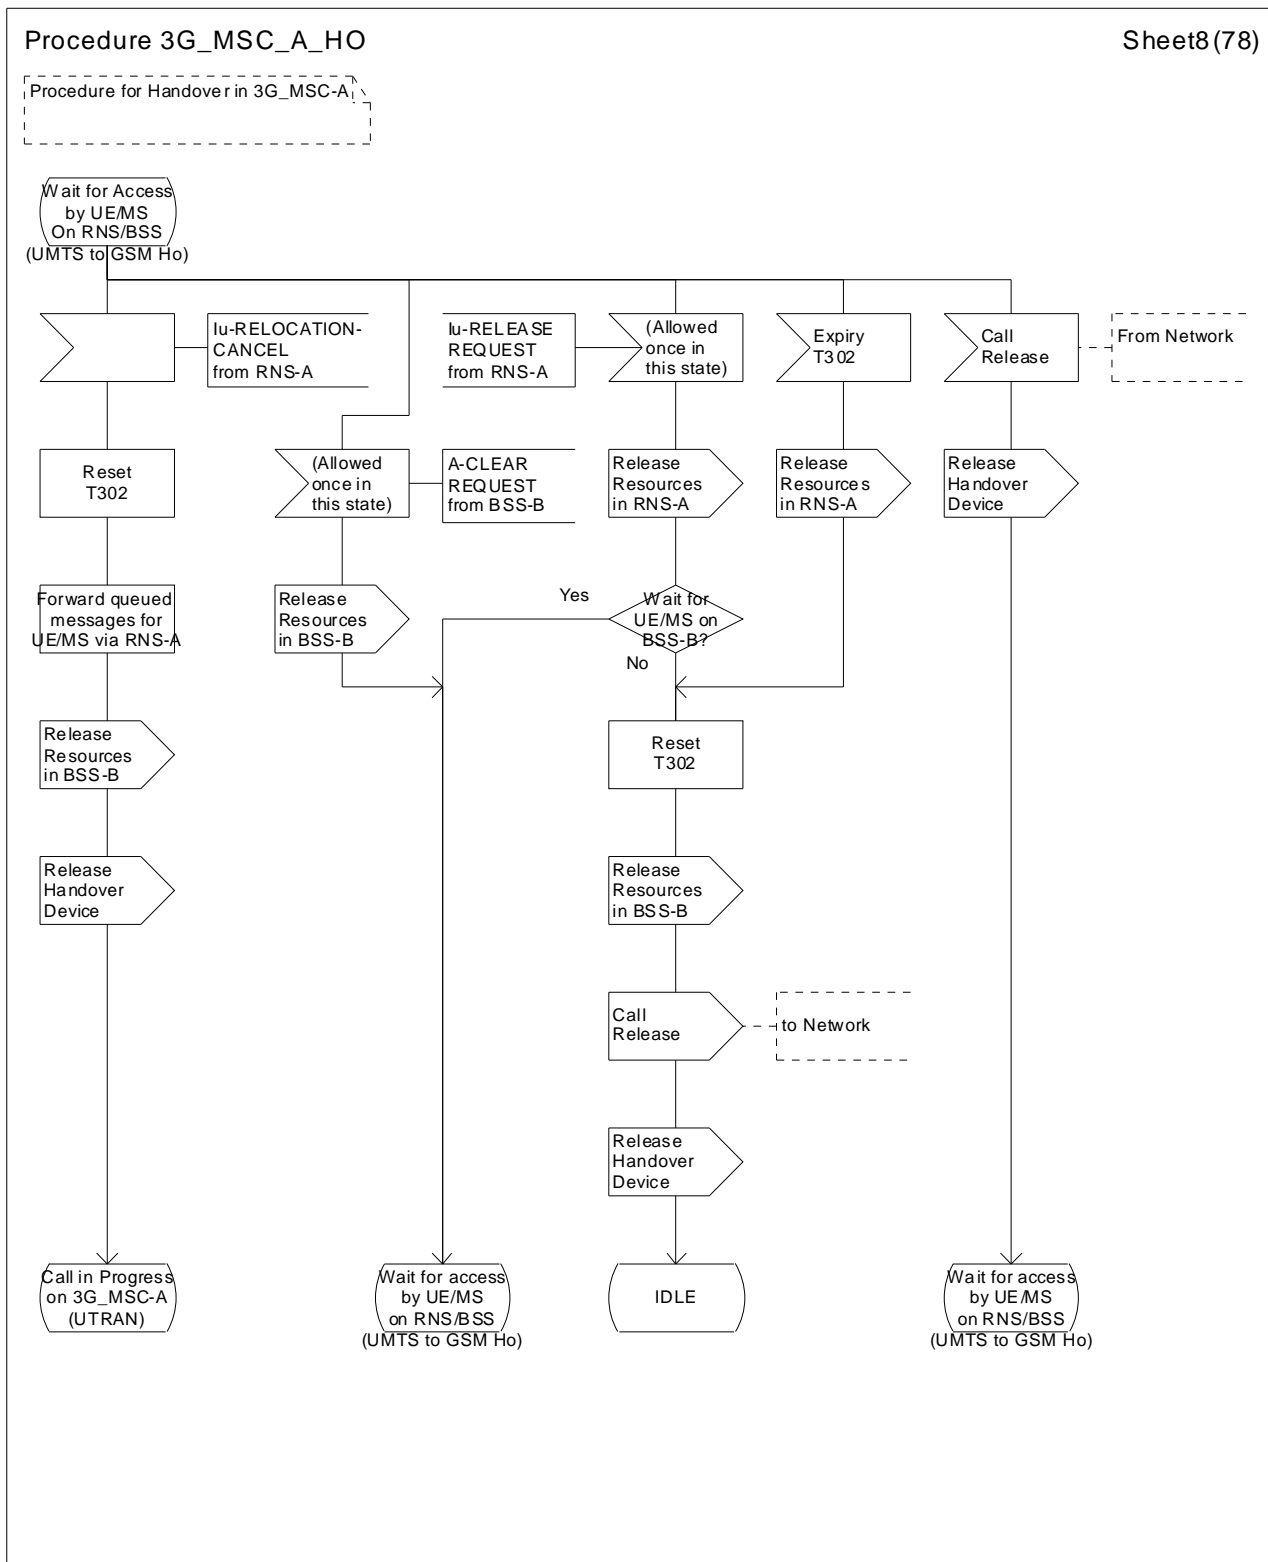 Procedure 3G_MSC_A_HO
Sheet8(78)
Procedure for Handover in 3G_MSC-A
Wait for Access
by UE/MS
On RNS/BSS
(UMTS to GSM Ho)
Iu-RELOCATION-
CANCEL
from RNS-A
Iu-RELEASE
REQUEST
from RNS-A
(Allowed
once in
this state)
Expiry
T302
Call
Release
From Network
Reset
T302
(Allowed
once in
this state)
A-CLEAR
REQUEST
from BSS-B
Release
Resources
in RNS-A
Release
Resources
in RNS-A
Release
Handover
Device
Forward queued
messages for
UE/MS via RNS-A
Release
Resources
in BSS-B
Yes
Wait for
UE/MS on
BSS-B?
No
Release
Resources
in BSS-B
Reset
T302
Release
Handover
Device
Release
Resources
in BSS-B
Call
Release
to Network
Release
Handover
Device
Call in Progress
on 3G_MSC-A
(UTRAN)
Wait for access
by UE/MS
on RNS/BSS
(UMTS to GSM Ho)
IDLE
Wait for access
by UE/MS
on RNS/BSS
(UMTS to GSM Ho)